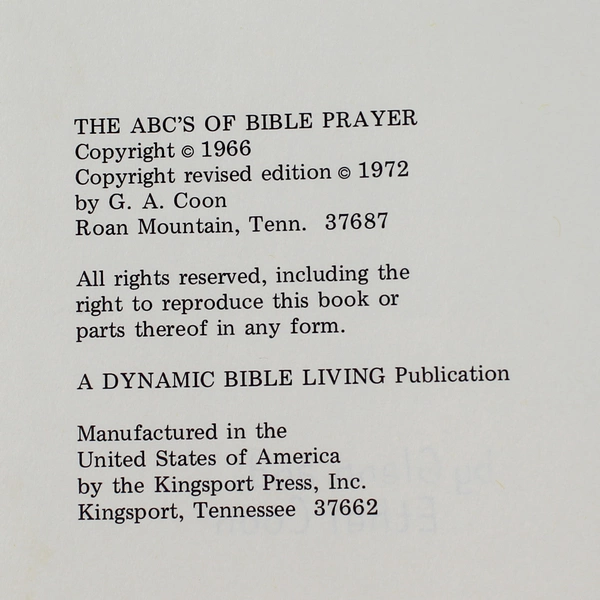 THE ABC'S OF BIBLE PRAYER
Copyright © 1966
Copyright revised edition © 1972
by G. A. Coon
Roan Mountain, Tenn. 37687
All rights reserved, including the
right to reproduce this book or
parts thereof in any form.
A DYNAMIC BIBLE LIVING Publication
Manufactured in the
United States of America
by the Kingsport Press, Inc.
Kingsport, Tennessee 37662